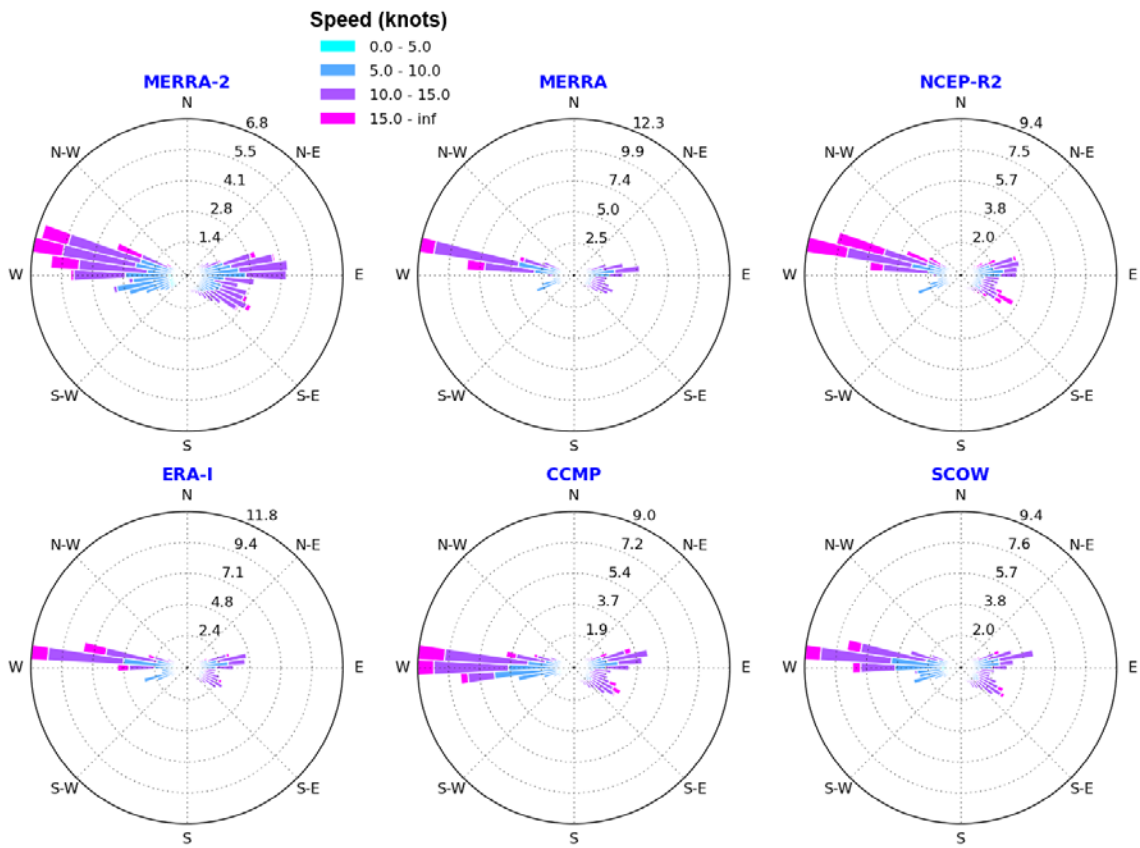 Speed (knots)
0.0 - 5.0
5.0 - 10.0
10.0 - 15.0
15.0 - inf
MERRA-2
N
6.8
5.5
4.1
2.8
1.4
N-W
N-E
W
E
S-W
S-E
S
MERRA
N
12.3
9.9
7.4
5.0
2.5
N-W
N-E
W
E
S-W
S-E
S
NCEP-R2
N
9.4
7.5
5.7
3.8
2.0
N-W
N-E
W
E
S-W
S-E
S
ERA-I
N
11.8
9.4
7.1
4.8
2.4
N-W
N-E
W
E
S-W
S-E
S
CCMP
N
9.0
7.2
5.4
3.7
1.9
N-W
N-E
W
E
S-W
S-E
S
SCOW
N
9.4
7.6
5.7
3.8
2.0
N-W
N-E
W
E
S-W
S-E
S